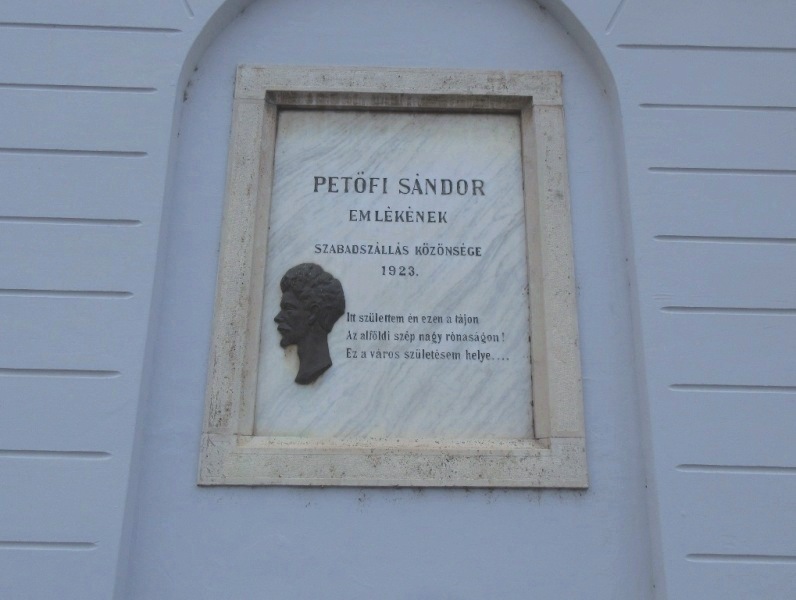 PETŐFI SÁNDOR
EMLÉKÉNEK
SZABADSZÁLLÁS KÖZÖNSÉGE
1923.
Itt születtem én ezen a tájon
Az alföldi szép nagy rónaságon!
Ez a város születésem helye....